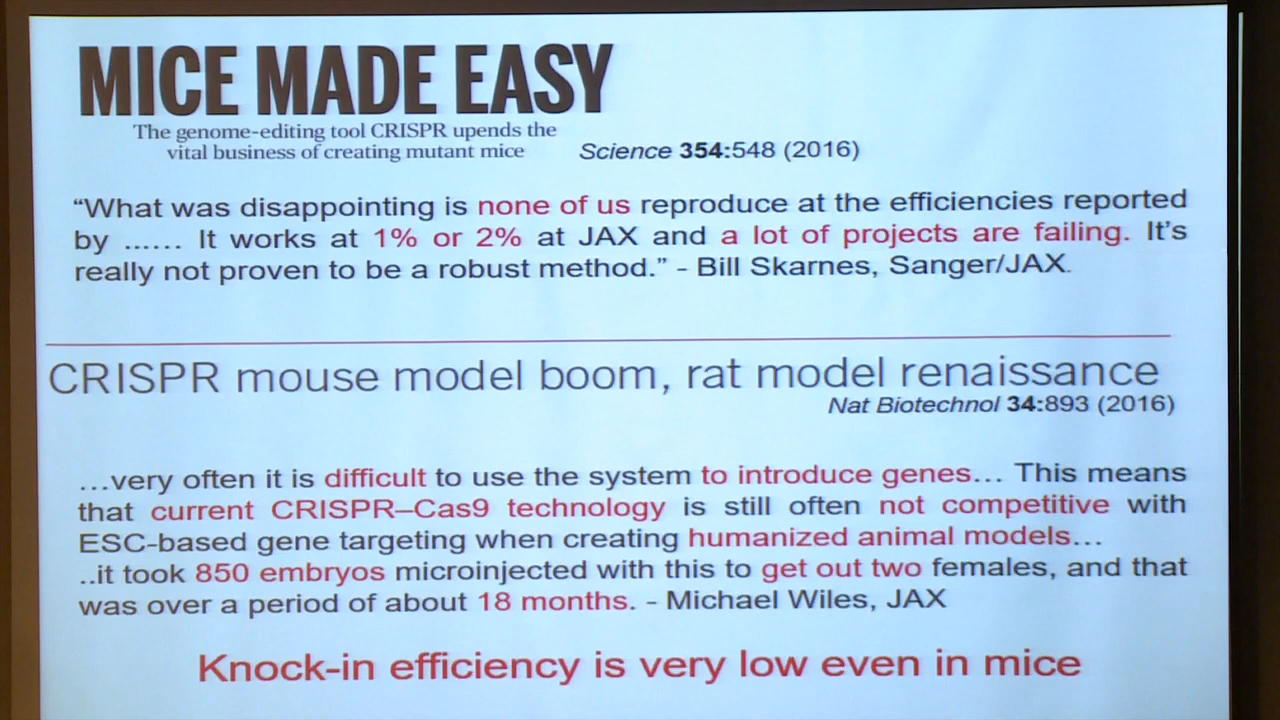 MICE MADE EASY
The genome-editing tool CRISPR upends the
vital business of creating mutant mice
Science 354:548 (2016)
“What was disappointing is none of us reproduce at the efficiencies reported
by ...... It works at 1% or 2% at JAX and a lot of projects are failing. It’s
really not proven to be a robust method.” - Bill Skarnes, Sanger/JAX.
CRISPR mouse model boom, rat model renaissance
Nat Biotechnol 34:893 (2016)
…very often it is difficult to use the system to introduce genes… This means
that current CRISPR–Cas9 technology is still often not competitive with
ESC-based gene targeting when creating humanized animal models…
..it took 850 embryos microinjected with this to get out two females, and that
was over a period of about 18 months. - Michael Wiles, JAX
Knock-in efficiency is very low even in mice